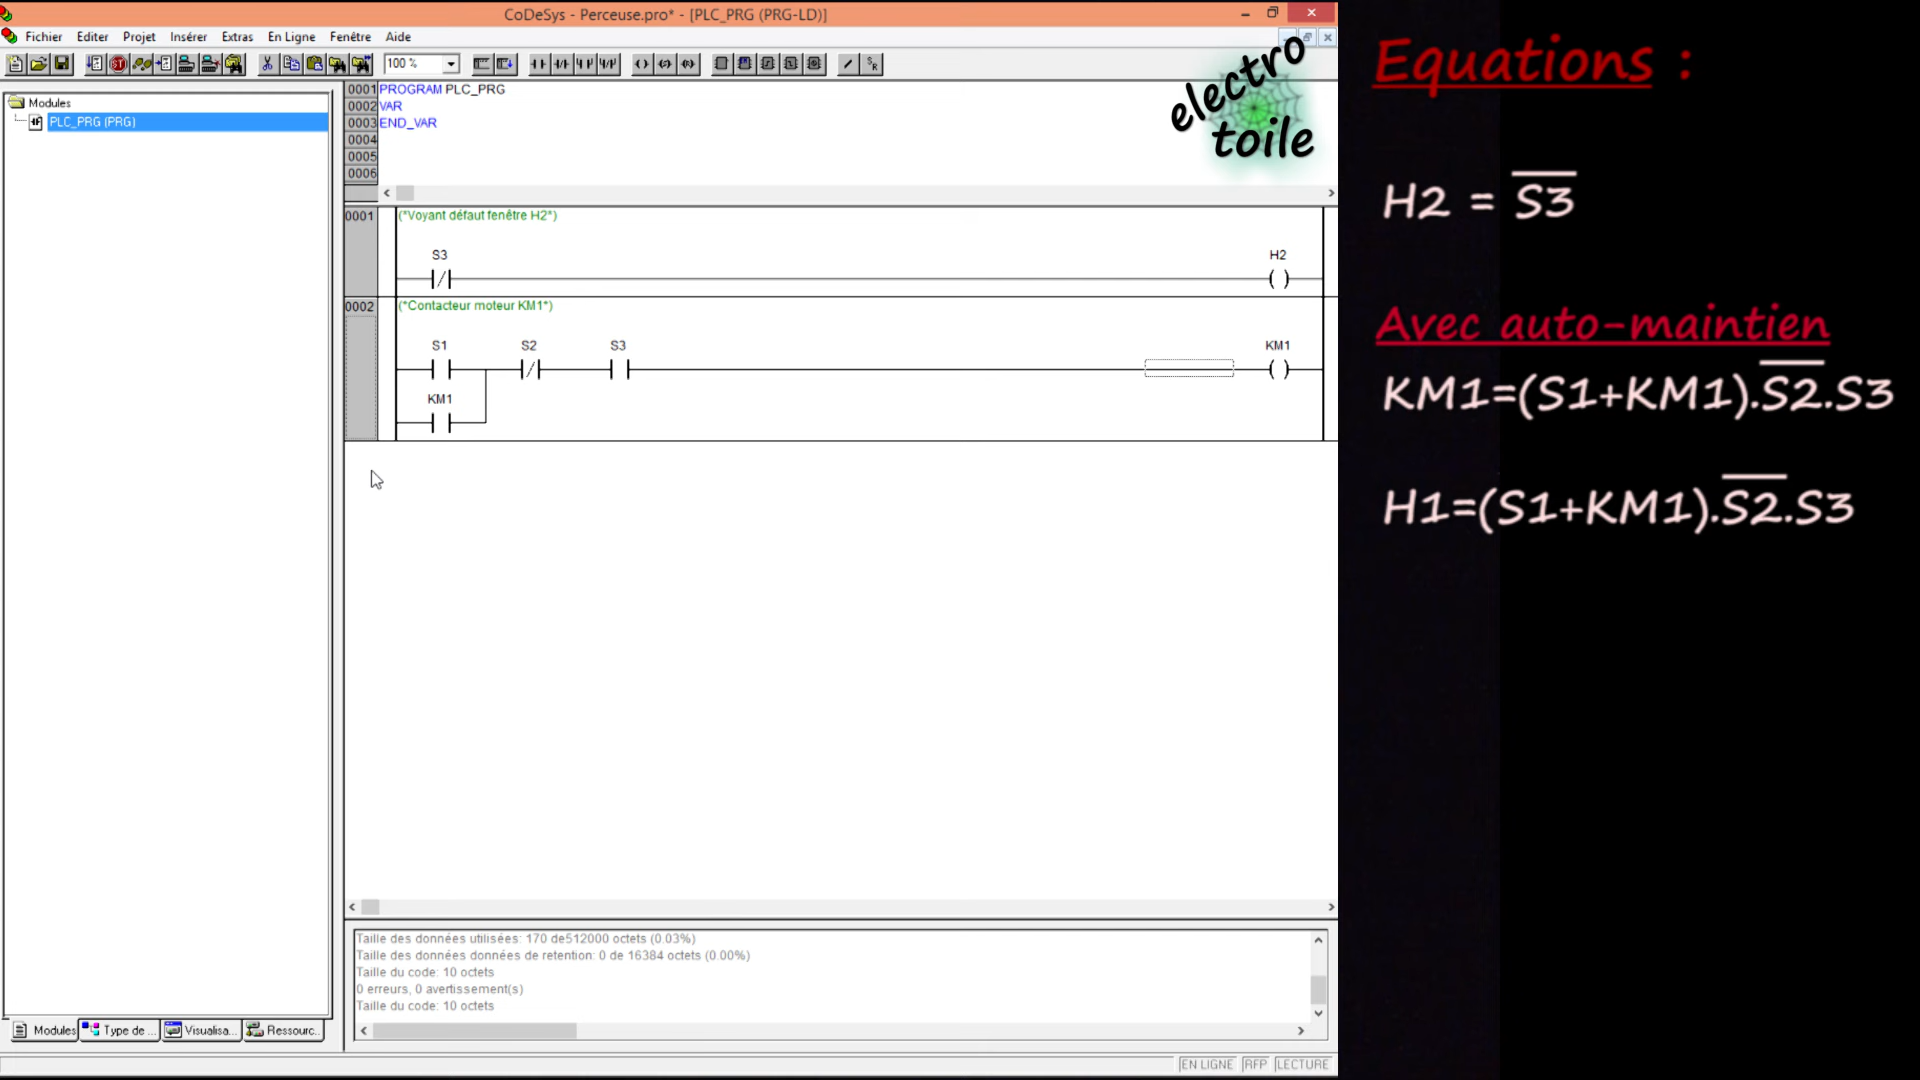 CoDeSys - Perceuse.pro* - [PLC_PRG (PRG-LD)]
Fichier Editer Projet Insérer Extras En Ligne Fenêtre Aide
100 %
Modules
PLC_PRG (PRG)
0001 PROGRAM PLC_PRG
0002 VAR
0003 END_VAR
0004
0005
0006
electro
toile
0001 (*Voyant défaut fenêtre H2*)
S3 H2
0002 (*Contacteur moteur KM1*)
S1 S2 S3 KM1
KM1
Taille des données utilisées: 170 de512000 octets (0.03%)
Taille des données données de retention: 0 de 16384 octets (0.00%)
Taille du code: 10 octets
0 erreurs, 0 avertissement(s)
Taille du code: 10 octets
Modules Type de ... Visualisa... Ressourc...
EN LIGNE RFP LECTURE
Equations :
H2 = S̅3̅
Avec auto-maintien
KM1=(S1+KM1).S̅2̅.S3
H1=(S1+KM1).S̅2̅.S3